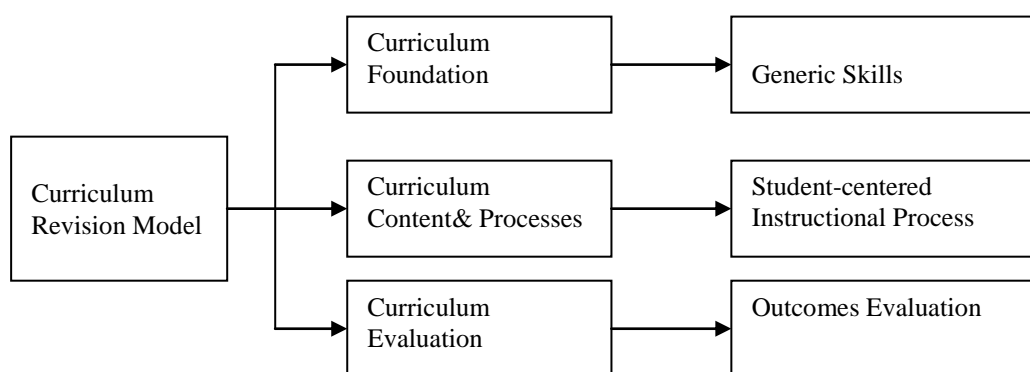 Curriculum
Foundation
Generic Skills
Curriculum
Revision Model
Curriculum
Content& Processes
Student-centered
Instructional Process
Curriculum
Evaluation
Outcomes Evaluation